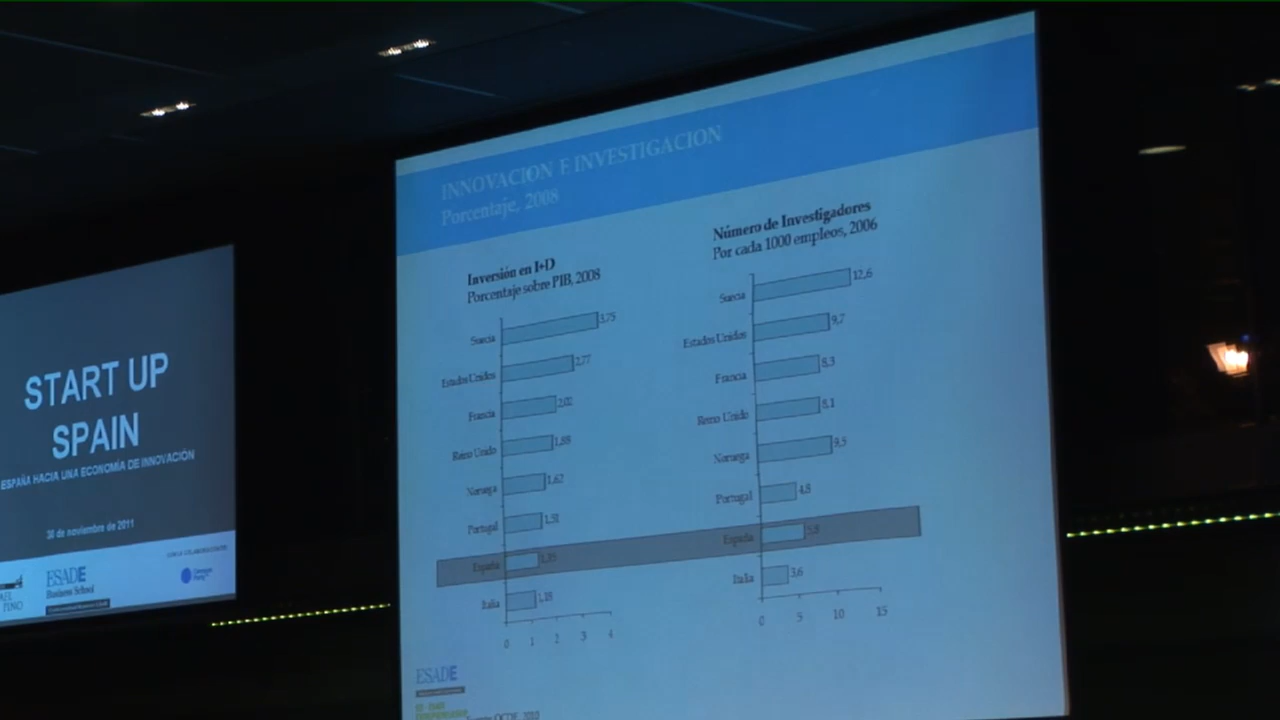 START UP
SPAIN
ESPAÑA HACIA UNA ECONOMÍA DE INNOVACIÓN
30 de noviembre de 2011
ESADE
Business School
INNOVACION E INVESTIGACION
Porcentaje, 2008
Inversión en I+D
Porcentaje sobre PIB, 2008
Suecia 3,75
Estados Unidos 2,77
Francia 2,02
Reino Unido 1,88
Noruega 1,62
Portugal 1,51
España 1,35
Italia 1,18
0 1 2 3 4
Número de Investigadores
Por cada 1000 empleos, 2006
Suecia 12,6
Estados Unidos 9,7
Francia 8,3
Reino Unido 8,1
Noruega 9,5
Portugal 4,8
España 5,8
Italia 3,6
0 5 10 15
ESADE
OCDE, 2010